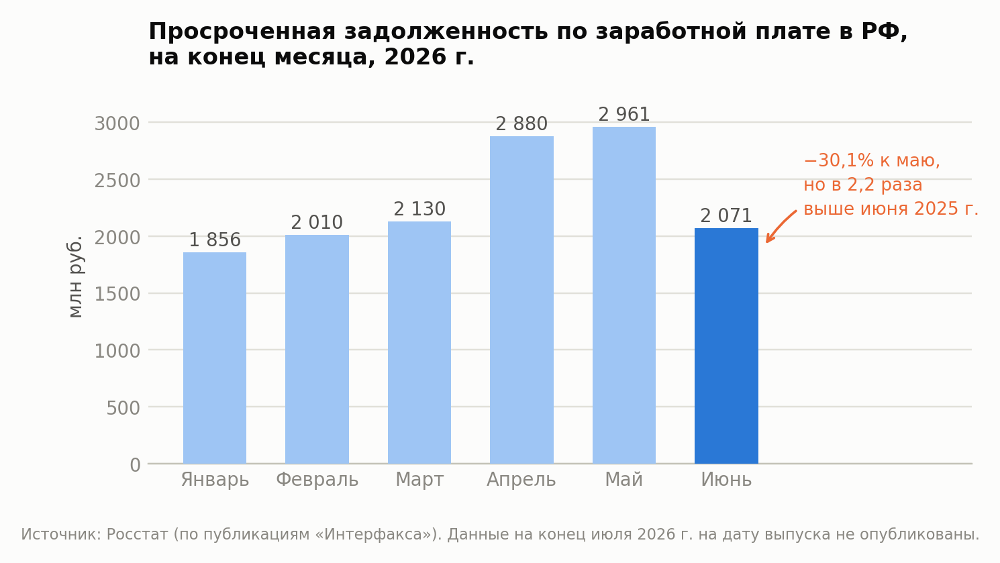 Просроченная задолженность по заработной плате в РФ,
на конец месяца, 2026 г.
млн руб.
3000
2500
2000
1500
1000
500
0
1 856
2 010
2 130
2 880
2 961
2 071
−30,1% к маю,
но в 2,2 раза
выше июня 2025 г.
Январь Февраль Март Апрель Май Июнь
Источник: Росстат (по публикациям «Интерфакса»). Данные на конец июля 2026 г. на дату выпуска не опубликованы.